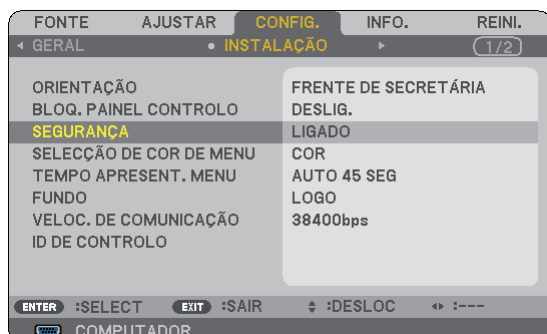 FONTE AJUSTAR CONFIG. INFO. REINI.
GERAL • INSTALAÇÃO 1/2
ORIENTAÇÃO FRENTE DE SECRETÁRIA
BLOQ. PAINEL CONTROLO DESLIG.
SEGURANÇA LIGADO
SELECÇÃO DE COR DE MENU COR
TEMPO APRESENT. MENU AUTO 45 SEG
FUNDO LOGO
VELOC. DE COMUNICAÇÃO 38400bps
ID DE CONTROLO
ENTER :SELECT EXIT :SAIR :DESLOC :---
COMPUTADOR